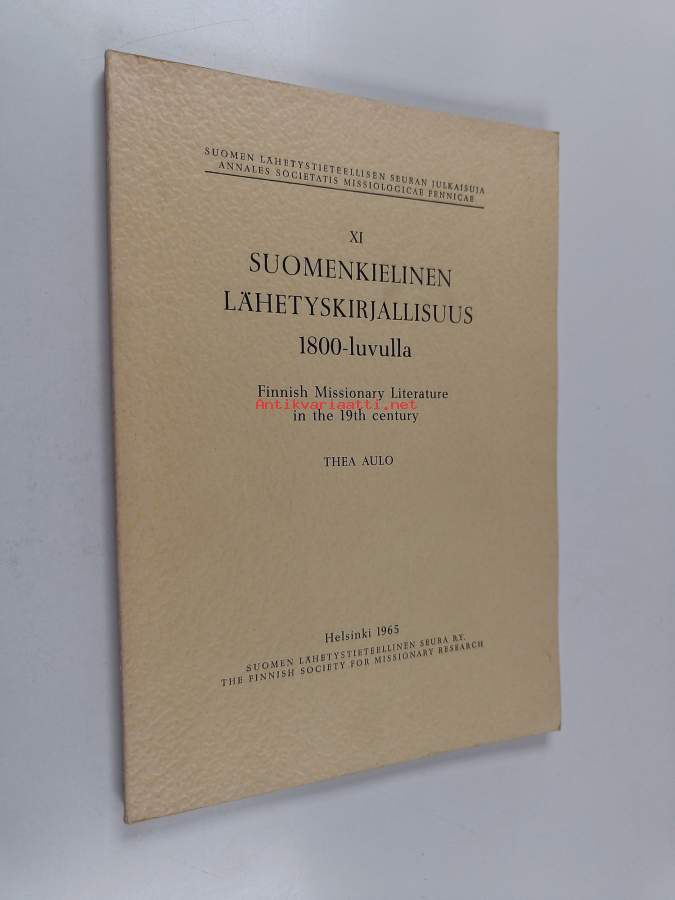 SUOMEN LÄHETYSTIETEELLISEN SEURAN JULKAISUJA
ANNALES SOCIETATIS MISSIOLOGICAE FENNICAE
XI
SUOMENKIELINEN
LÄHETYSKIRJALLISUUS
1800-luvulla
Finnish Missionary Literature
Antikvariaatti.net
in the 19th century
THEA AULO
Helsinki 1965
SUOMEN LÄHETYSTIETEELLINEN SEURA RY.
THE FINNISH SOCIETY FOR MISSIONARY RESEARCH